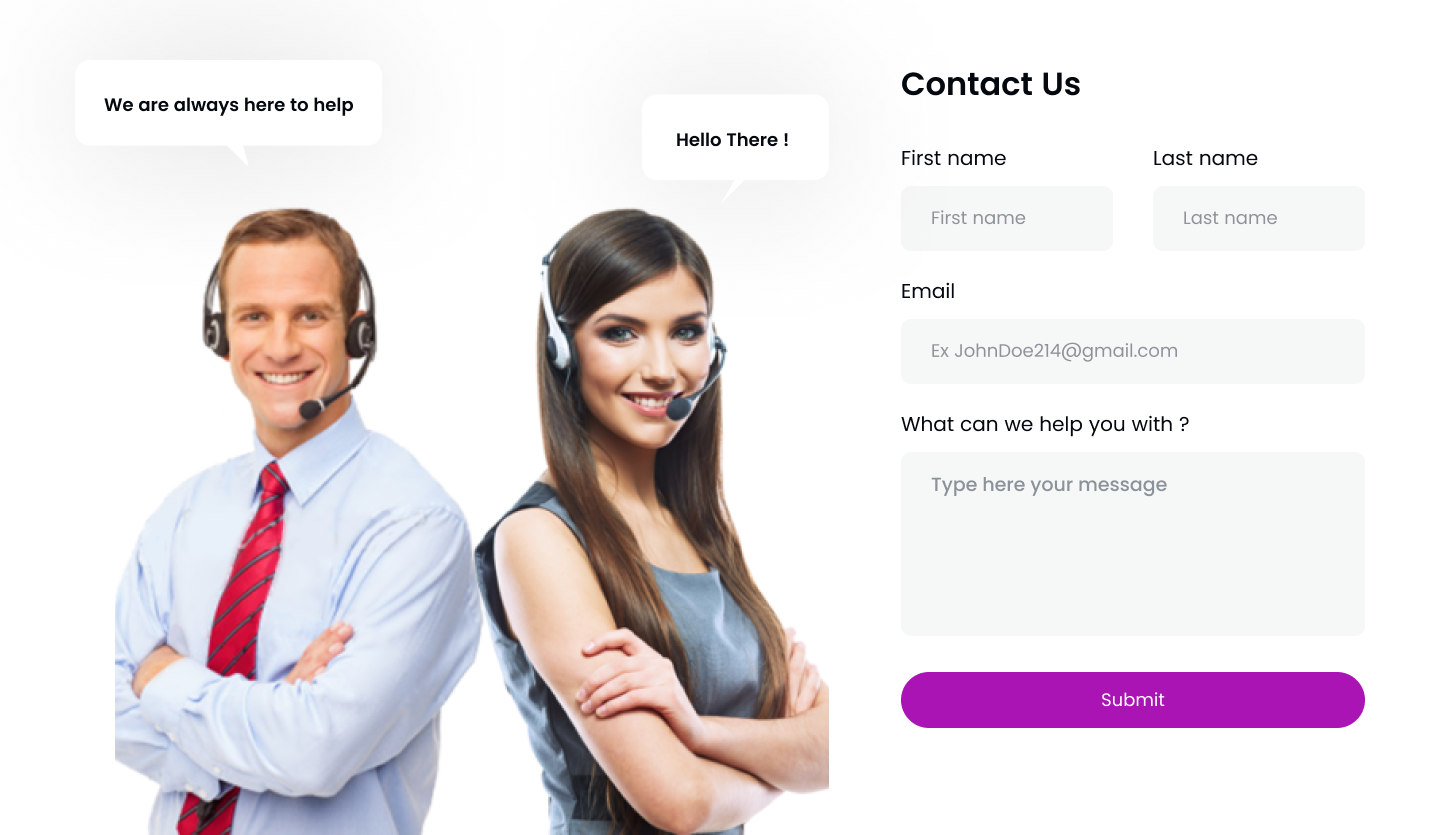 We are always here to help
Hello There !
Contact Us
First name
Last name
First name
Last name
Email
Ex JohnDoe214@gmail.com
What can we help you with ?
Type here your message
Submit